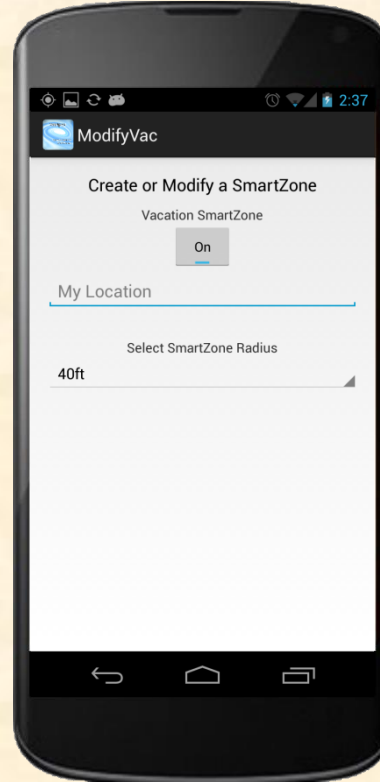 2:37
ModifyVac
Create or Modify a SmartZone
Vacation SmartZone
On
My Location
Select SmartZone Radius
40ft